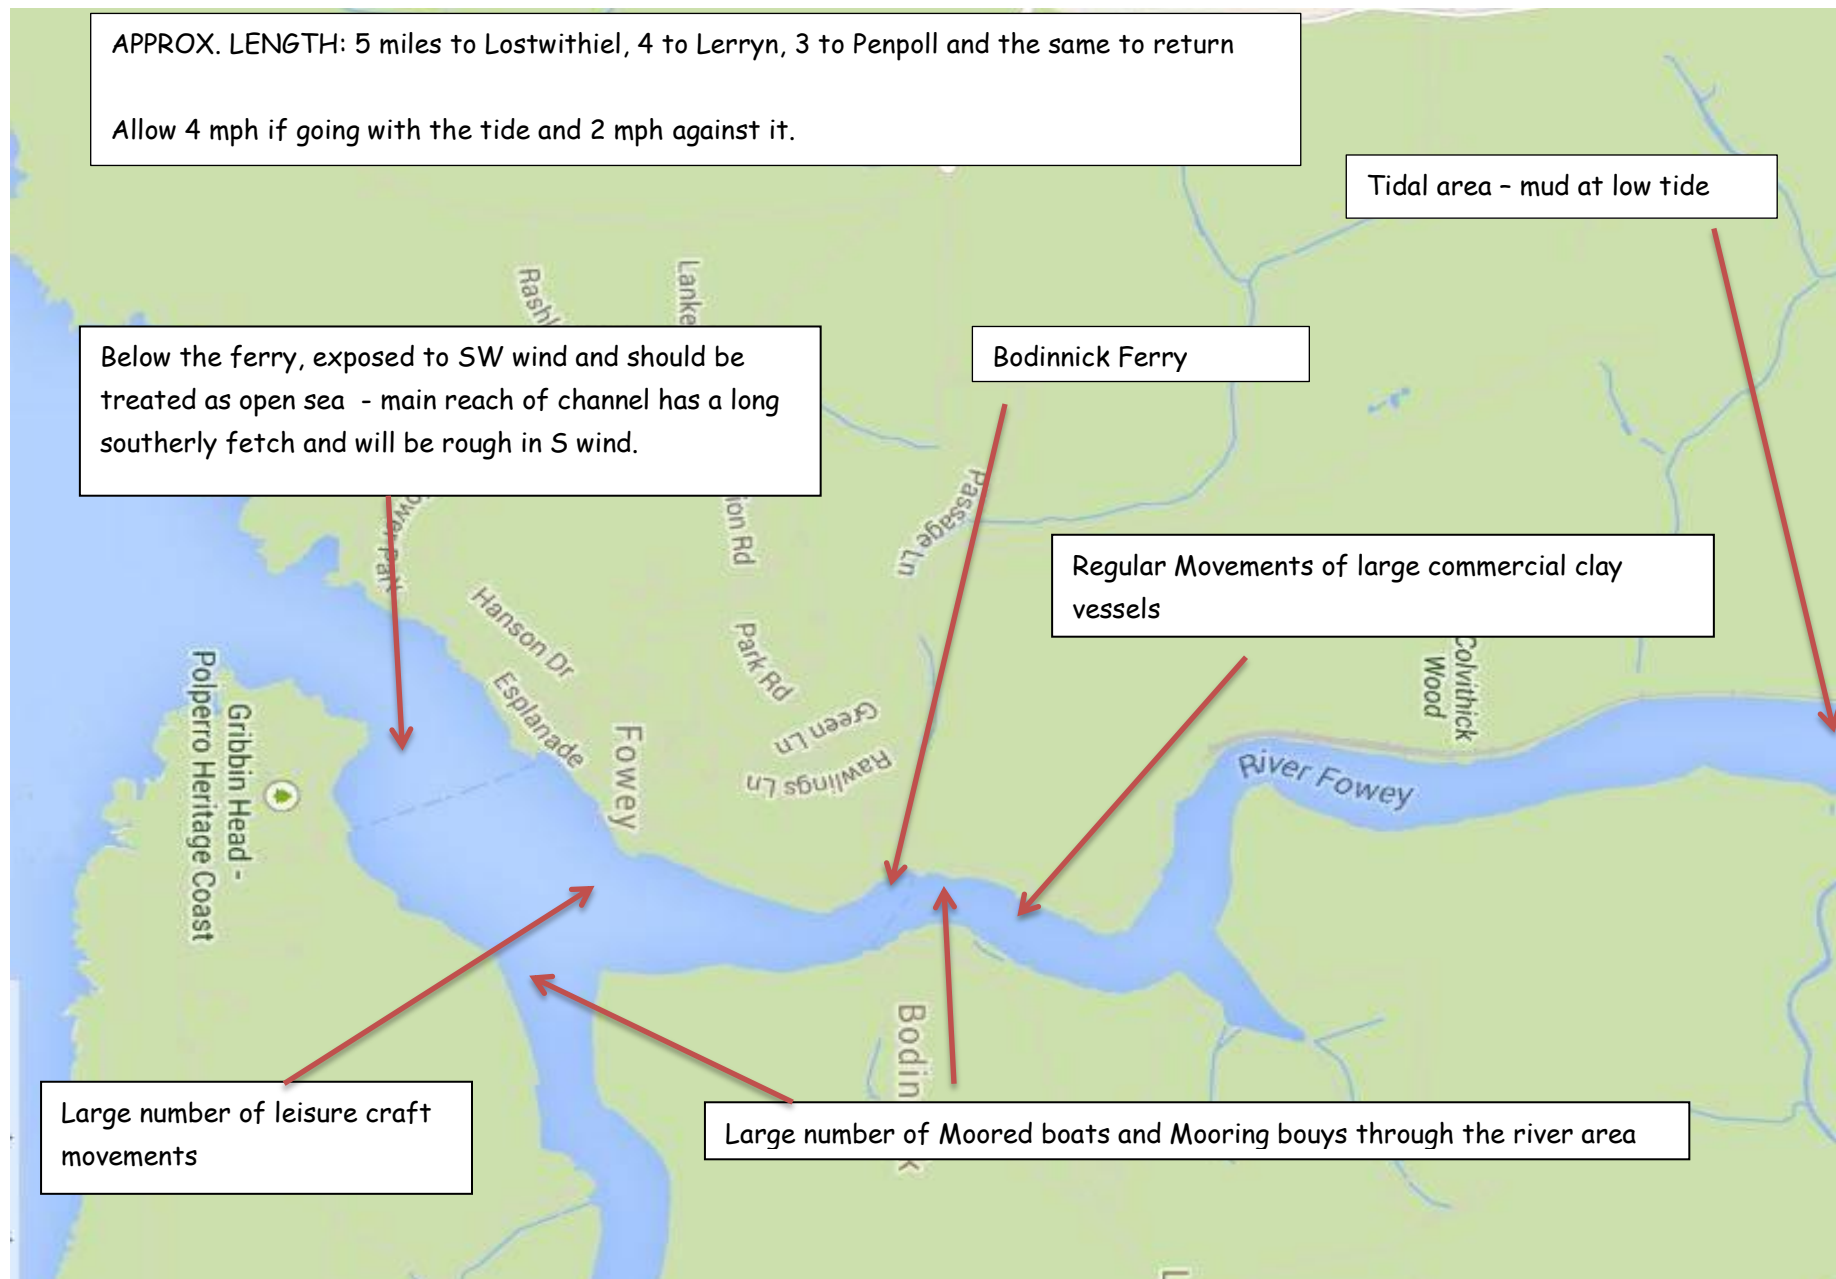 APPROX. LENGTH: 5 miles to Lostwithiel, 4 to Lerryn, 3 to Penpoll and the same to return
Allow 4 mph if going with the tide and 2 mph against it.
Tidal area – mud at low tide
Rashl
Lanke
Below the ferry, exposed to SW wind and should be
treated as open sea - main reach of channel has a long
southerly fetch and will be rough in S wind.
Bodinnick Ferry
Passage Ln
ion Rd
Regular Movements of large commercial clay
vessels
Hanson Dr
Park Rd
Esplanade
Green Ln
Rawlings Ln
Fowey
Colvithick
Wood
River Fowey
Gribbin Head -
Polperro Heritage Coast
Bodin
k
Large number of leisure craft
movements
Large number of Moored boats and Mooring bouys through the river area